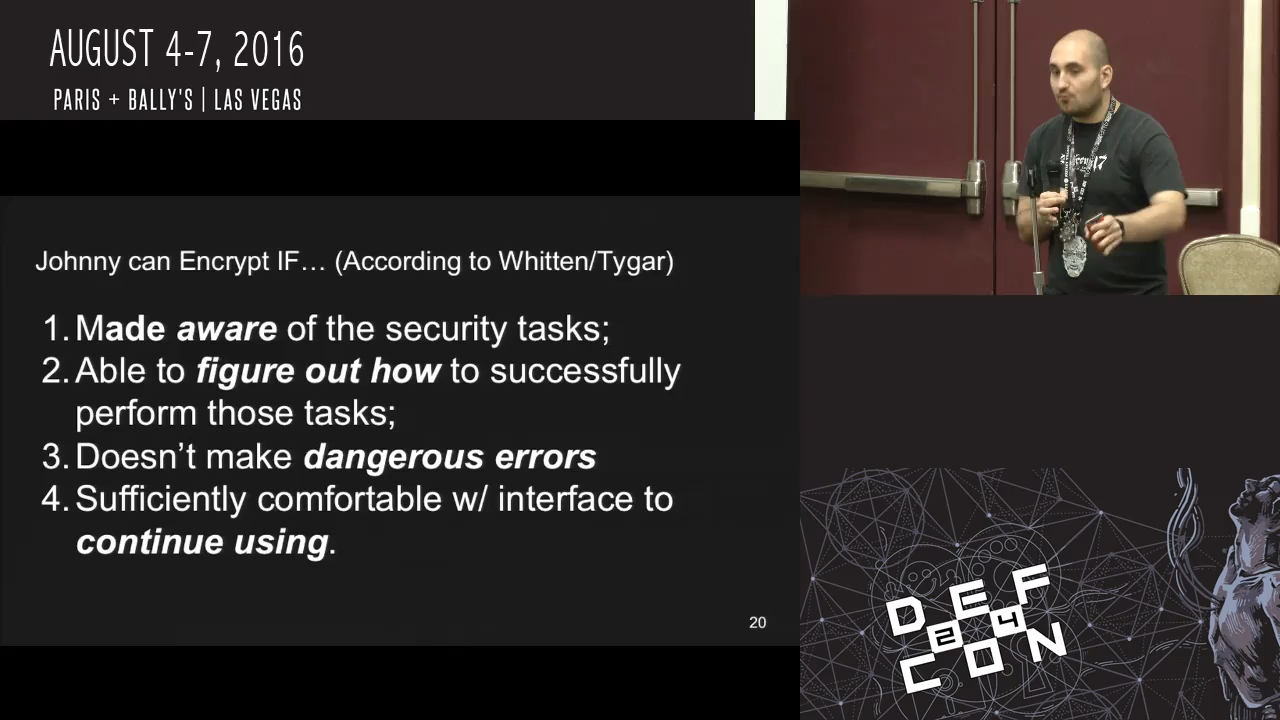 AUGUST 4-7, 2016
PARIS + BALLY'S | LAS VEGAS
Johnny can Encrypt IF… (According to Whitten/Tygar)
1. Made aware of the security tasks;
2. Able to figure out how to successfully
perform those tasks;
3. Doesn’t make dangerous errors
4. Sufficiently comfortable w/ interface to
continue using.
20
DEF
24
CON